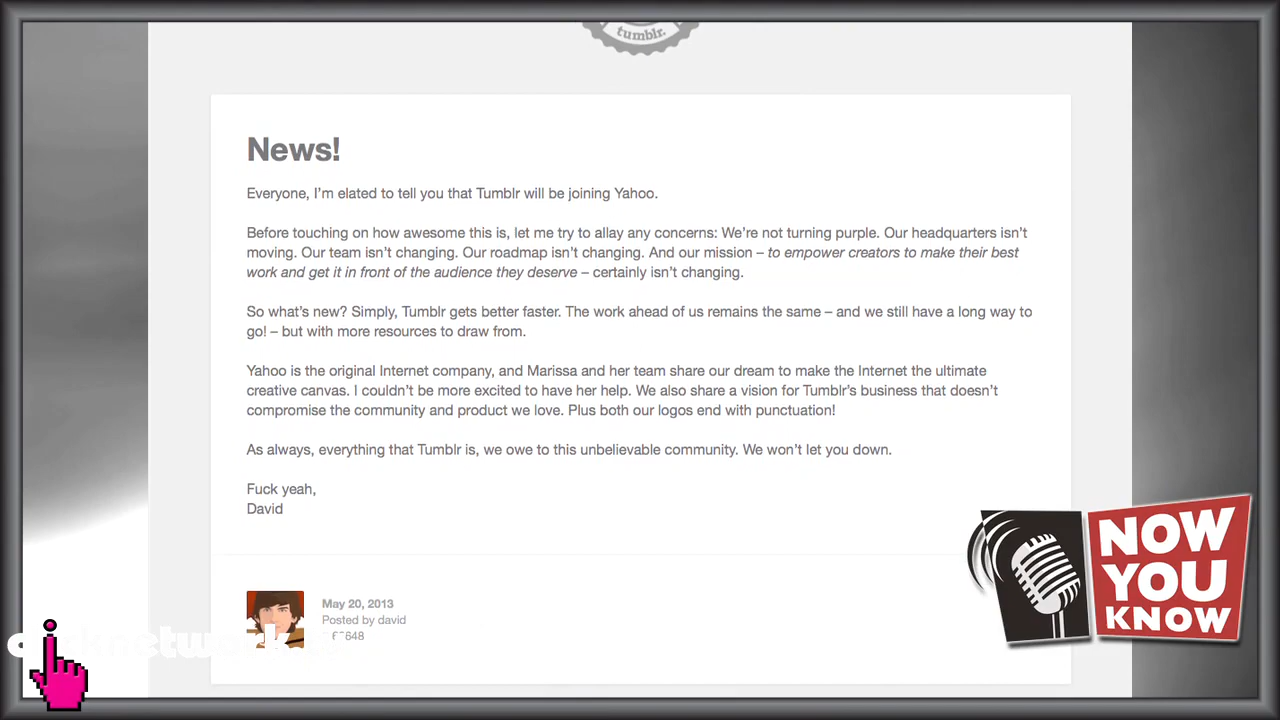 tumblr.
News!
Everyone, I'm elated to tell you that Tumblr will be joining Yahoo.
Before touching on how awesome this is, let me try to allay any concerns: We're not turning purple. Our headquarters isn't
moving. Our team isn't changing. Our roadmap isn't changing. And our mission – to empower creators to make their best
work and get it in front of the audience they deserve – certainly isn't changing.
So what's new? Simply, Tumblr gets better faster. The work ahead of us remains the same – and we still have a long way to
go! – but with more resources to draw from.
Yahoo is the original Internet company, and Marissa and her team share our dream to make the Internet the ultimate
creative canvas. I couldn't be more excited to have her help. We also share a vision for Tumblr's business that doesn't
compromise the community and product we love. Plus both our logos end with punctuation!
As always, everything that Tumblr is, we owe to this unbelievable community. We won't let you down.
Fuck yeah,
David
NOW
YOU
KNOW
May 20, 2013
Posted by david